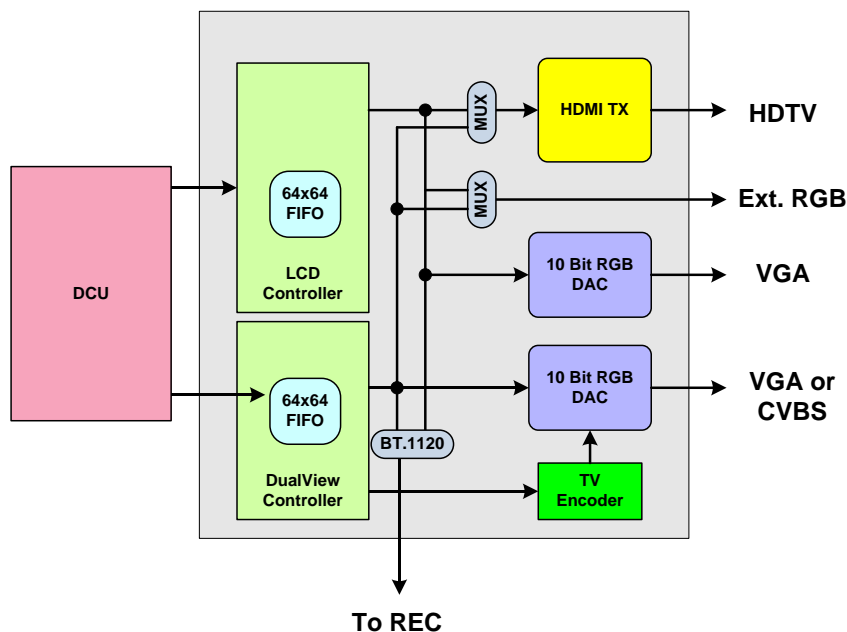 DCU
64x64
FIFO
LCD
Controller
64x64
FIFO
DualView
Controller
MUX
MUX
BT.1120
HDMI TX
10 Bit RGB
DAC
10 Bit RGB
DAC
TV
Encoder
HDTV
Ext. RGB
VGA
VGA or
CVBS
To REC